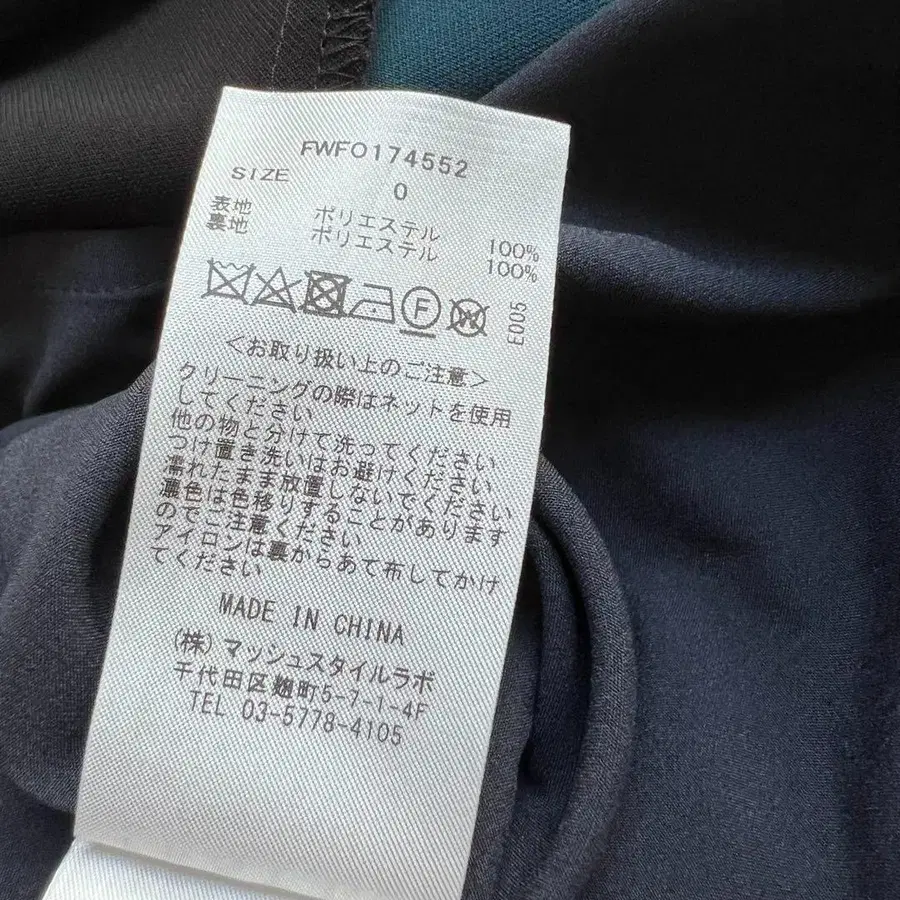 FWFO174552
SIZE 0
表地 ポリエステル 100%
裏地 ポリエステル 100%
F W E005
<お取り扱い上のご注意>
クリーニングの際はネットを使用
してください
他の物と分けて洗ってください
つけ置き洗いはお避けください
濡れたまま放置しないでください
濃色は色移りすることがあります
のでご注意ください
アイロンは裏からあて布してかけ
てください
MADE IN CHINA
(株)マッシュスタイルラボ
千代田区麹町5-7-1-4F
TEL 03-5778-4105